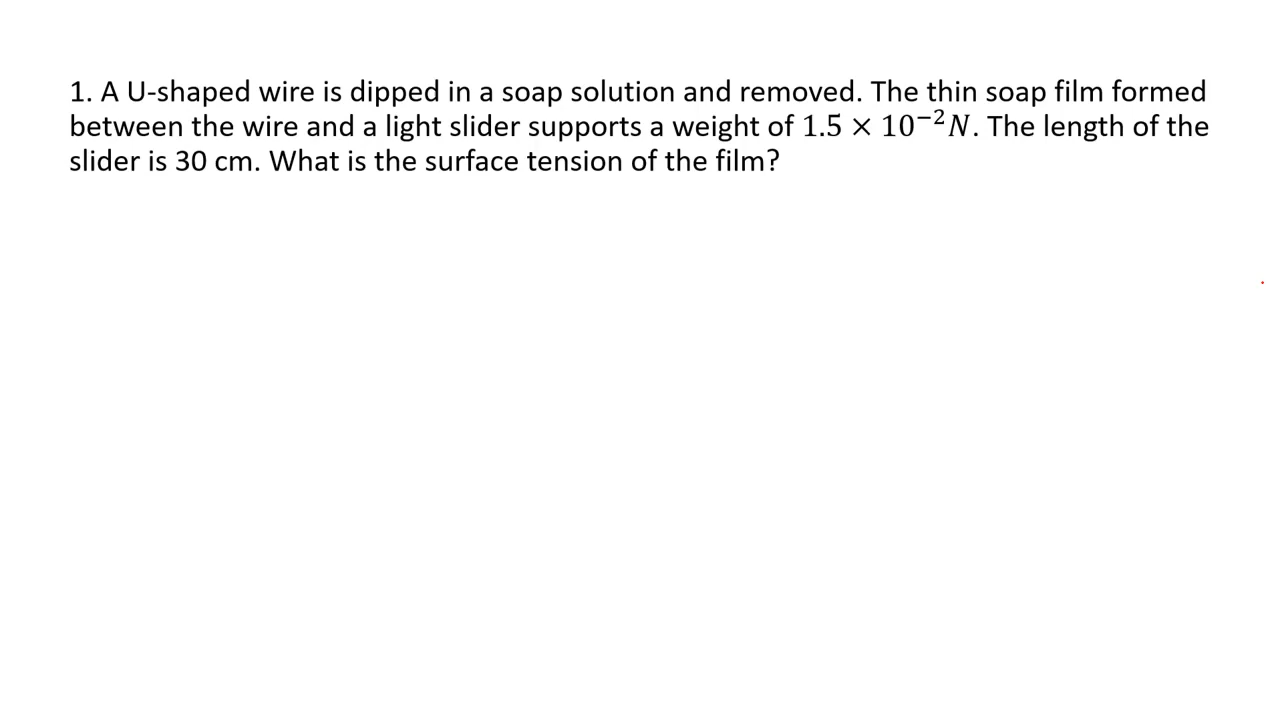 1. A U-shaped wire is dipped in a soap solution and removed. The thin soap film formed
between the wire and a light slider supports a weight of 1.5 × 10⁻²N. The length of the
slider is 30 cm. What is the surface tension of the film?